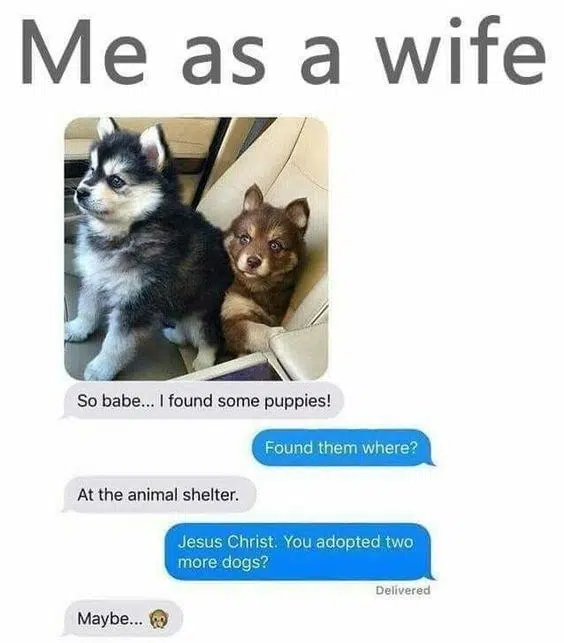 Me as a wife
So babe... I found some puppies!
Found them where?
At the animal shelter.
Jesus Christ. You adopted two
more dogs?
Delivered
Maybe... 🙊